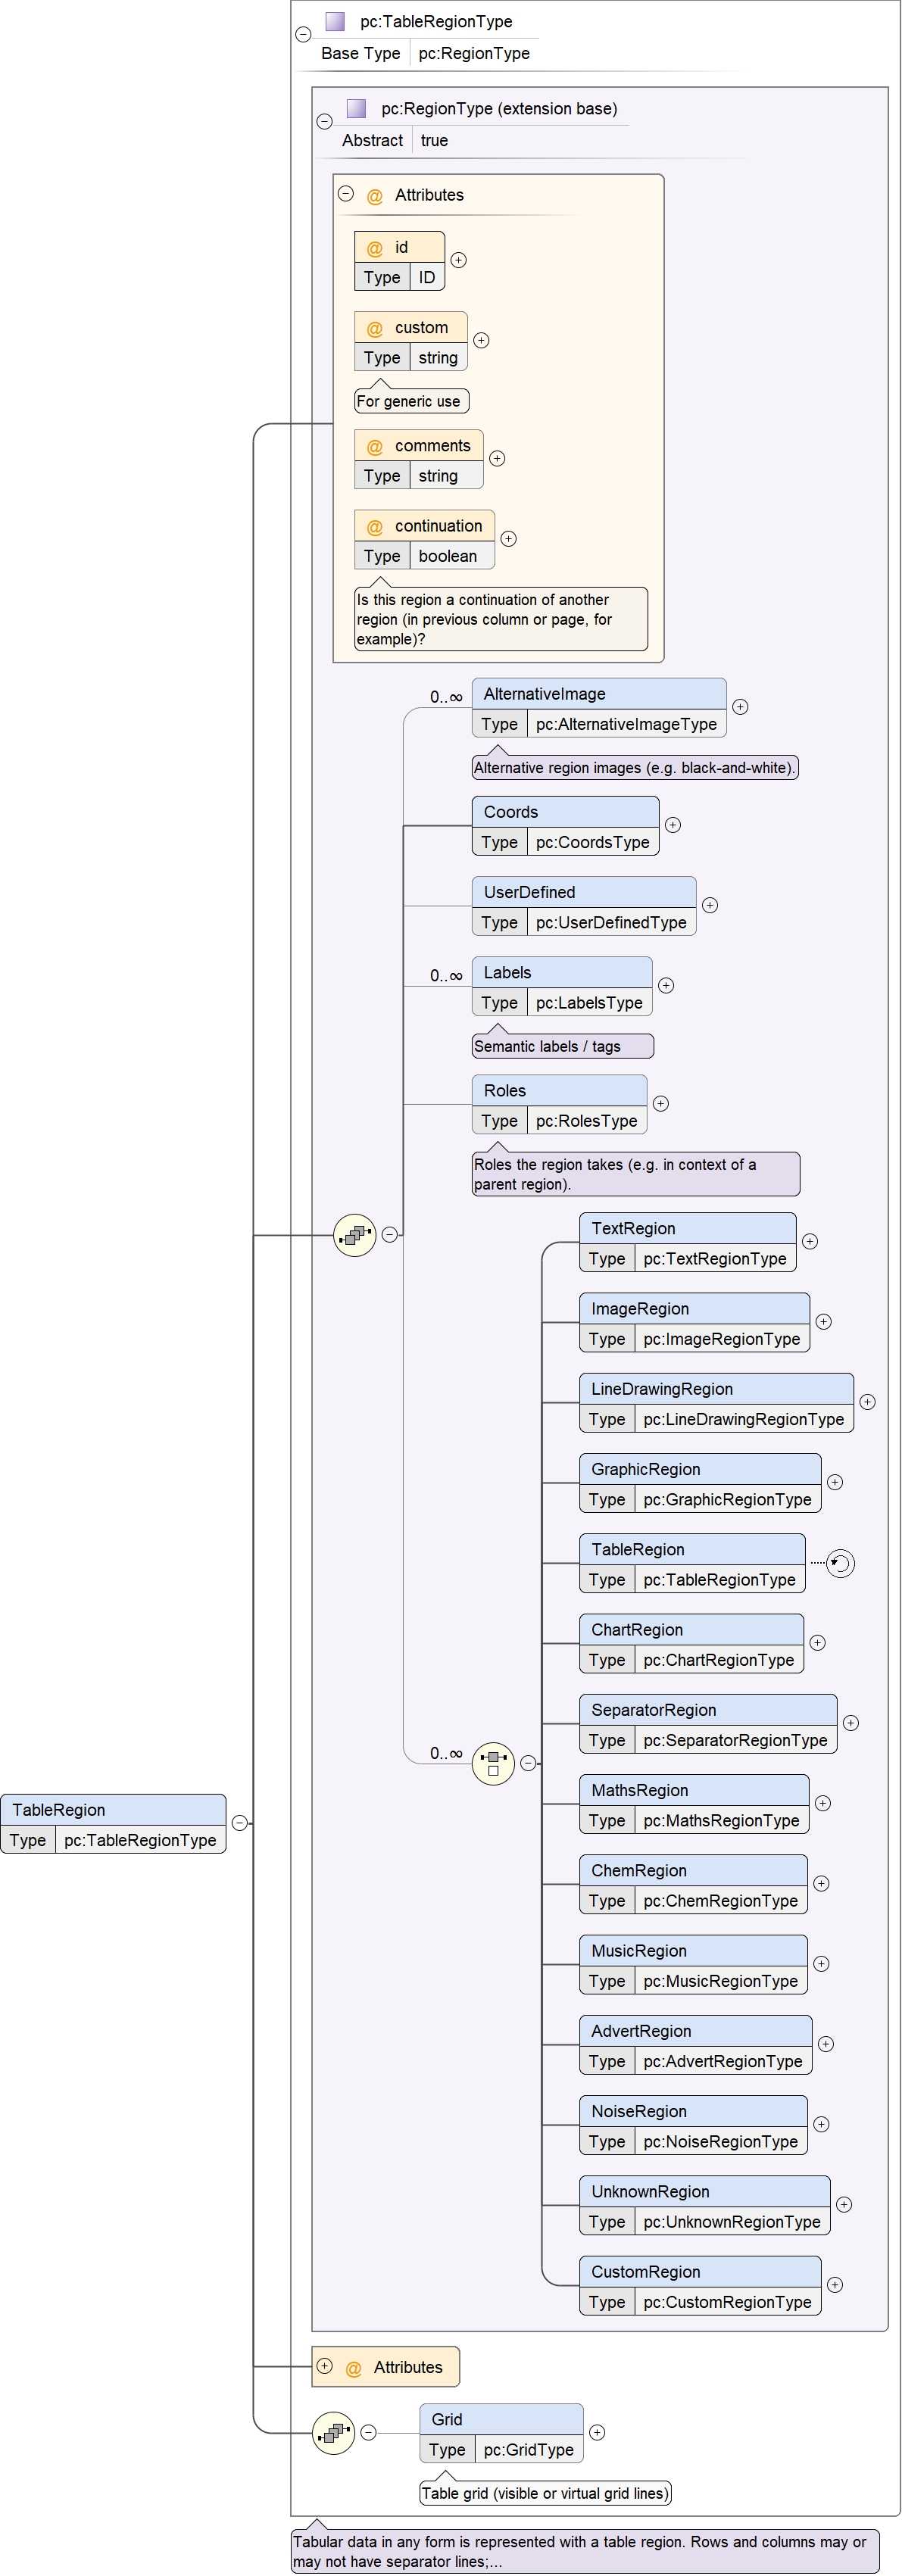 pc:TableRegionType
Base Type pc:RegionType
pc:RegionType (extension base)
Abstract true
@ Attributes
@ id
Type ID
@ custom
Type string
For generic use
@ comments
Type string
@ continuation
Type boolean
Is this region a continuation of another
region (in previous column or page, for
example)?
0..∞
AlternativeImage
Type pc:AlternativeImageType
Alternative region images (e.g. black-and-white).
Coords
Type pc:CoordsType
UserDefined
Type pc:UserDefinedType
0..∞
Labels
Type pc:LabelsType
Semantic labels / tags
Roles
Type pc:RolesType
Roles the region takes (e.g. in context of a
parent region).
TextRegion
Type pc:TextRegionType
ImageRegion
Type pc:ImageRegionType
LineDrawingRegion
Type pc:LineDrawingRegionType
GraphicRegion
Type pc:GraphicRegionType
TableRegion
Type pc:TableRegionType
ChartRegion
Type pc:ChartRegionType
SeparatorRegion
Type pc:SeparatorRegionType
0..∞
MathsRegion
Type pc:MathsRegionType
TableRegion
Type pc:TableRegionType
ChemRegion
Type pc:ChemRegionType
MusicRegion
Type pc:MusicRegionType
AdvertRegion
Type pc:AdvertRegionType
NoiseRegion
Type pc:NoiseRegionType
UnknownRegion
Type pc:UnknownRegionType
CustomRegion
Type pc:CustomRegionType
@ Attributes
Grid
Type pc:GridType
Table grid (visible or virtual grid lines)
Tabular data in any form is represented with a table region. Rows and columns may or
may not have separator lines;...